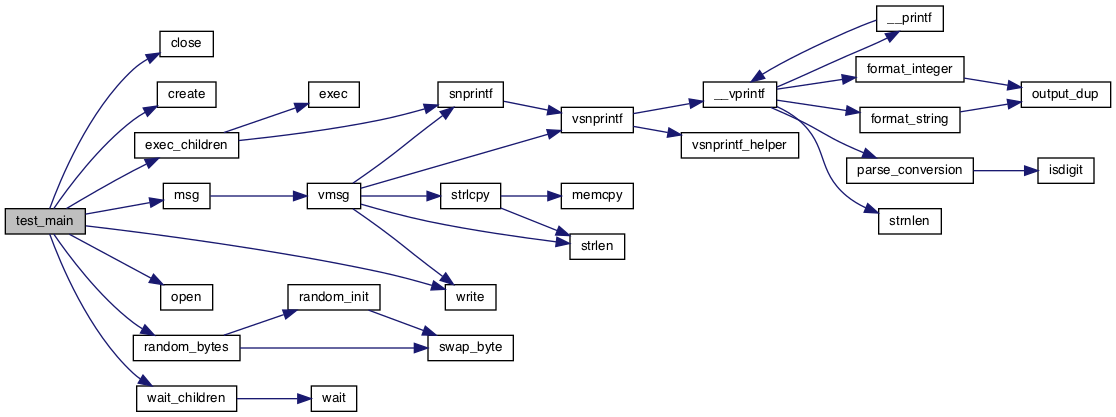 test_main
close
create
exec_children
exec
msg
vmsg
open
random_bytes
random_init
wait_children
wait
snprintf
strlcpy
write
swap_byte
vsnprintf
memcpy
strlen
__vprintf
vsnprintf_helper
__printf
format_integer
format_string
parse_conversion
strnlen
output_dup
isdigit